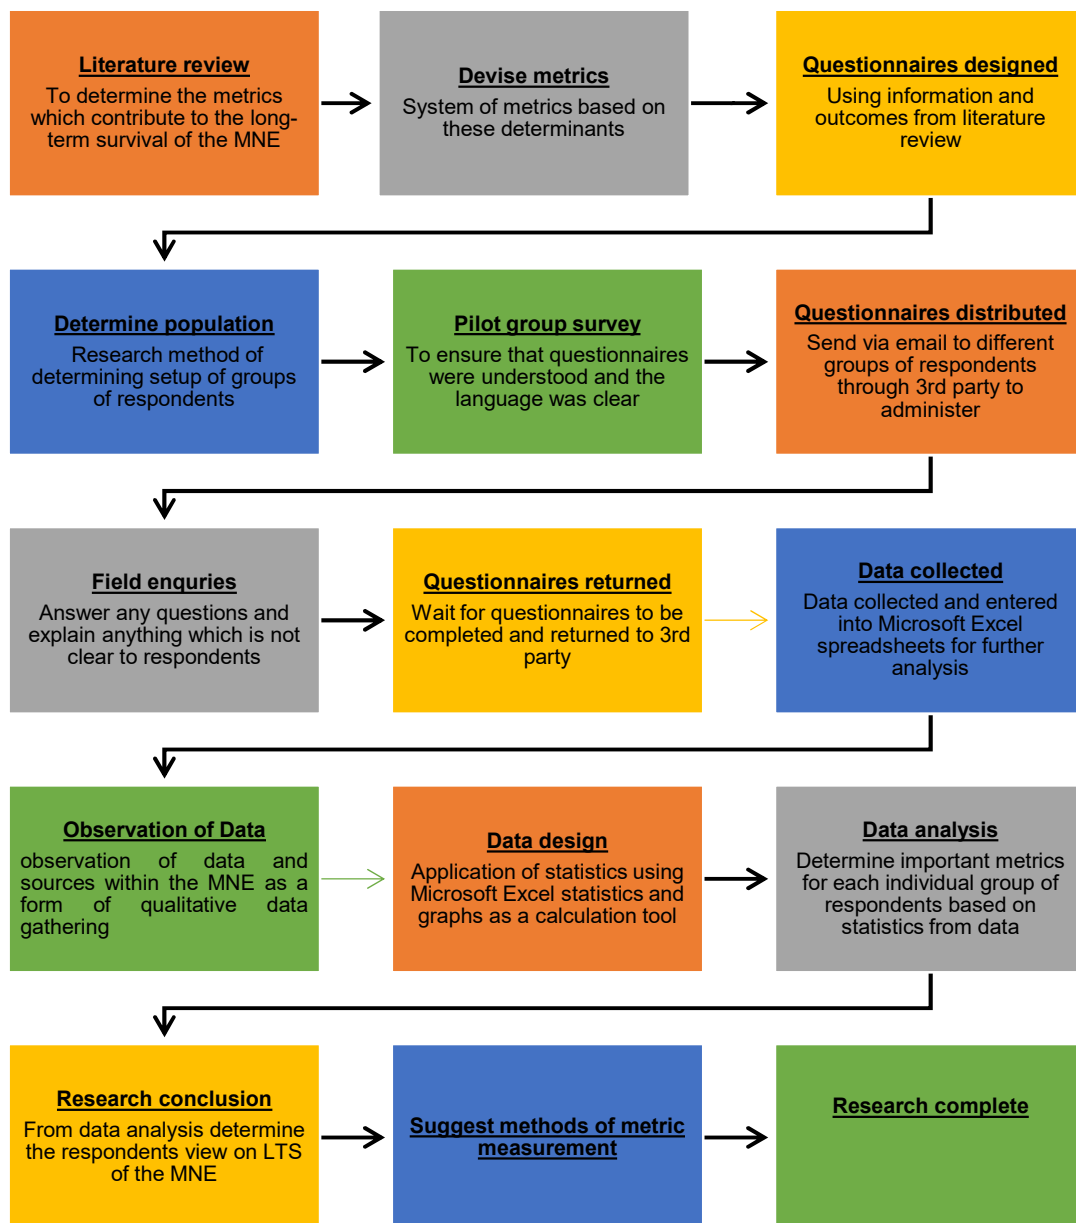 Literature review
To determine the metrics
which contribute to the long-
term survival of the MNE
Devise metrics
System of metrics based on
these determinants
Questionnaires designed
Using information and
outcomes from literature
review
Determine population
Research method of
determining setup of groups
of respondents
Pilot group survey
To ensure that questionnaires
were understood and the
language was clear
Questionnaires distributed
Send via email to different
groups of respondents
through 3rd party to
administer
Field enquries
Answer any questions and
explain anything which is not
clear to respondents
Questionnaires returned
Wait for questionnaires to be
completed and returned to 3rd
party
Data collected
Data collected and entered
into Microsoft Excel
spreadsheets for further
analysis
Observation of Data
observation of data and
sources within the MNE as a
form of qualitative data
gathering
Data design
Application of statistics using
Microsoft Excel statistics and
graphs as a calculation tool
Data analysis
Determine important metrics
for each individual group of
respondents based on
statistics from data
Research conclusion
From data analysis determine
the respondents view on LTS
of the MNE
Suggest methods of metric
measurement
Research complete